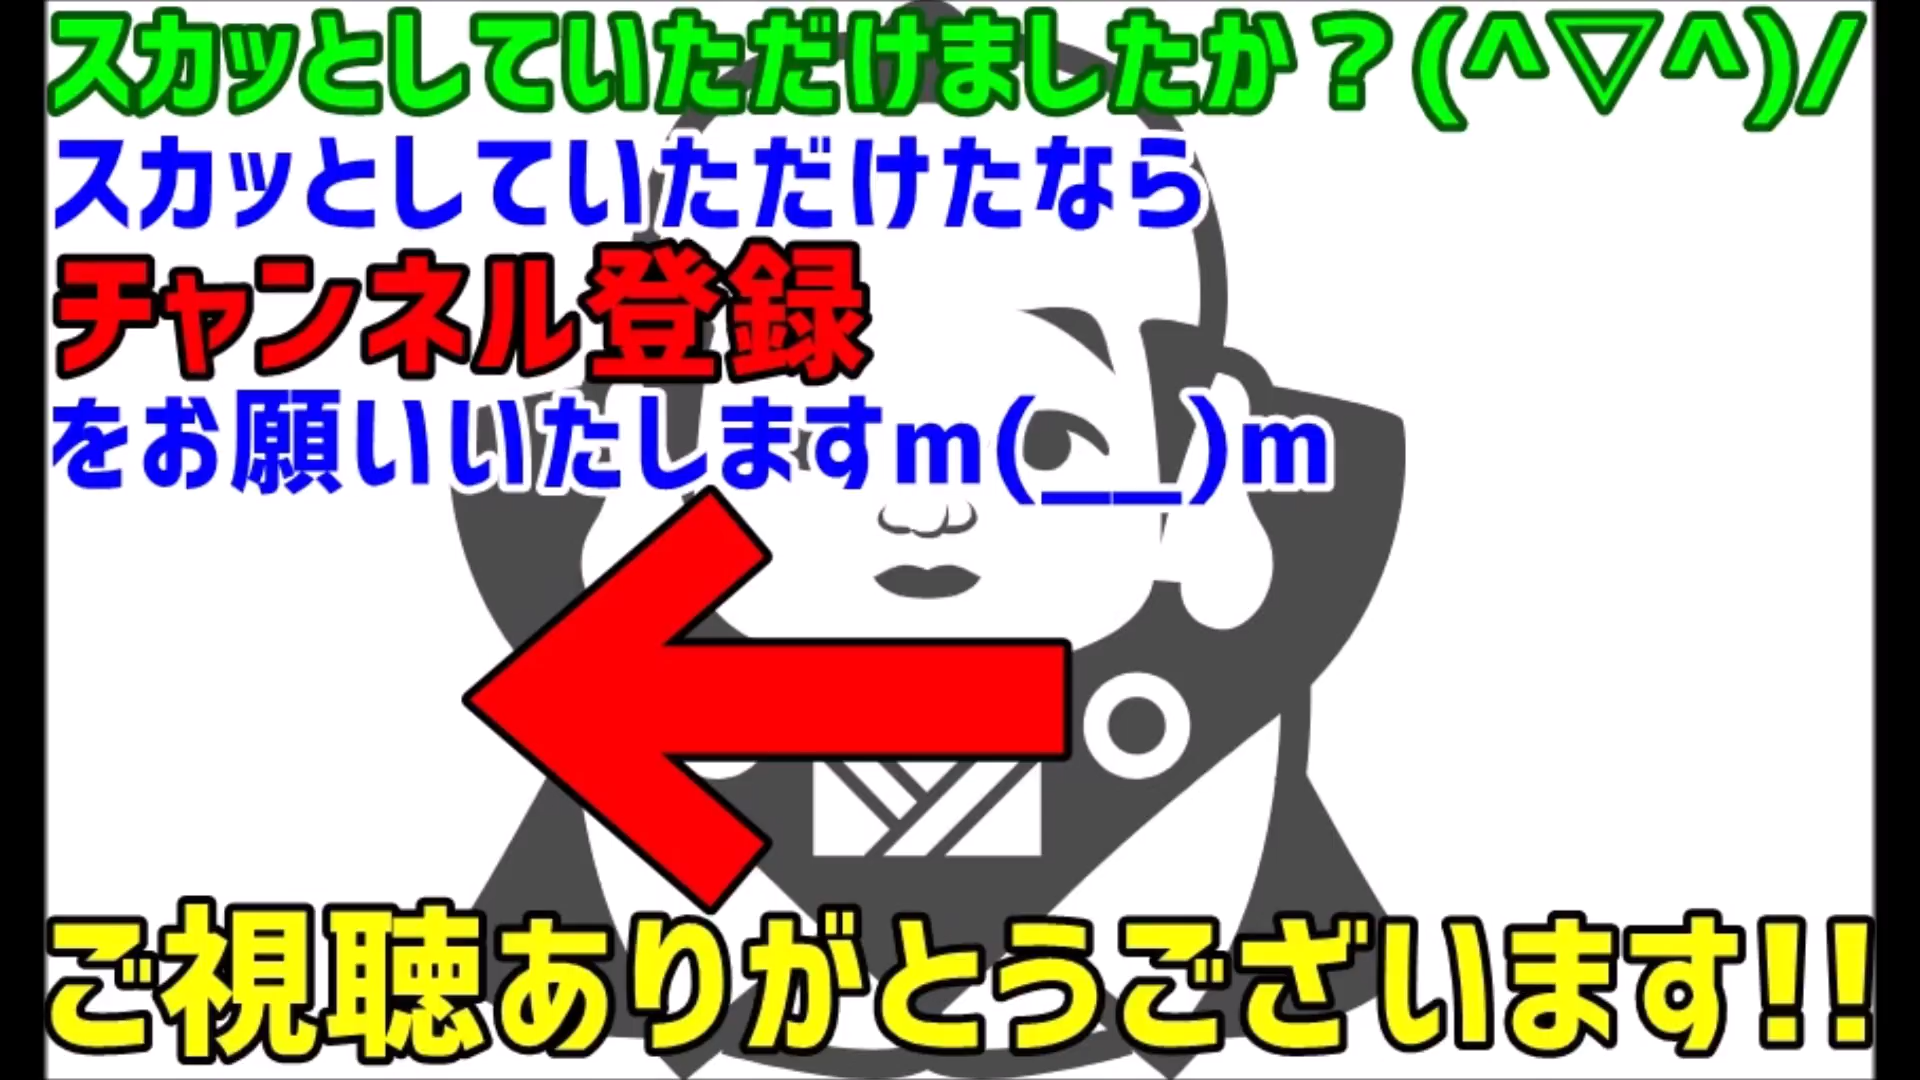 スカッとしていただけましたか？(^▽^)/
スカッとしていただけたなら
チャンネル登録
をお願いいたしますm(__)m
ご視聴ありがとうございます!!